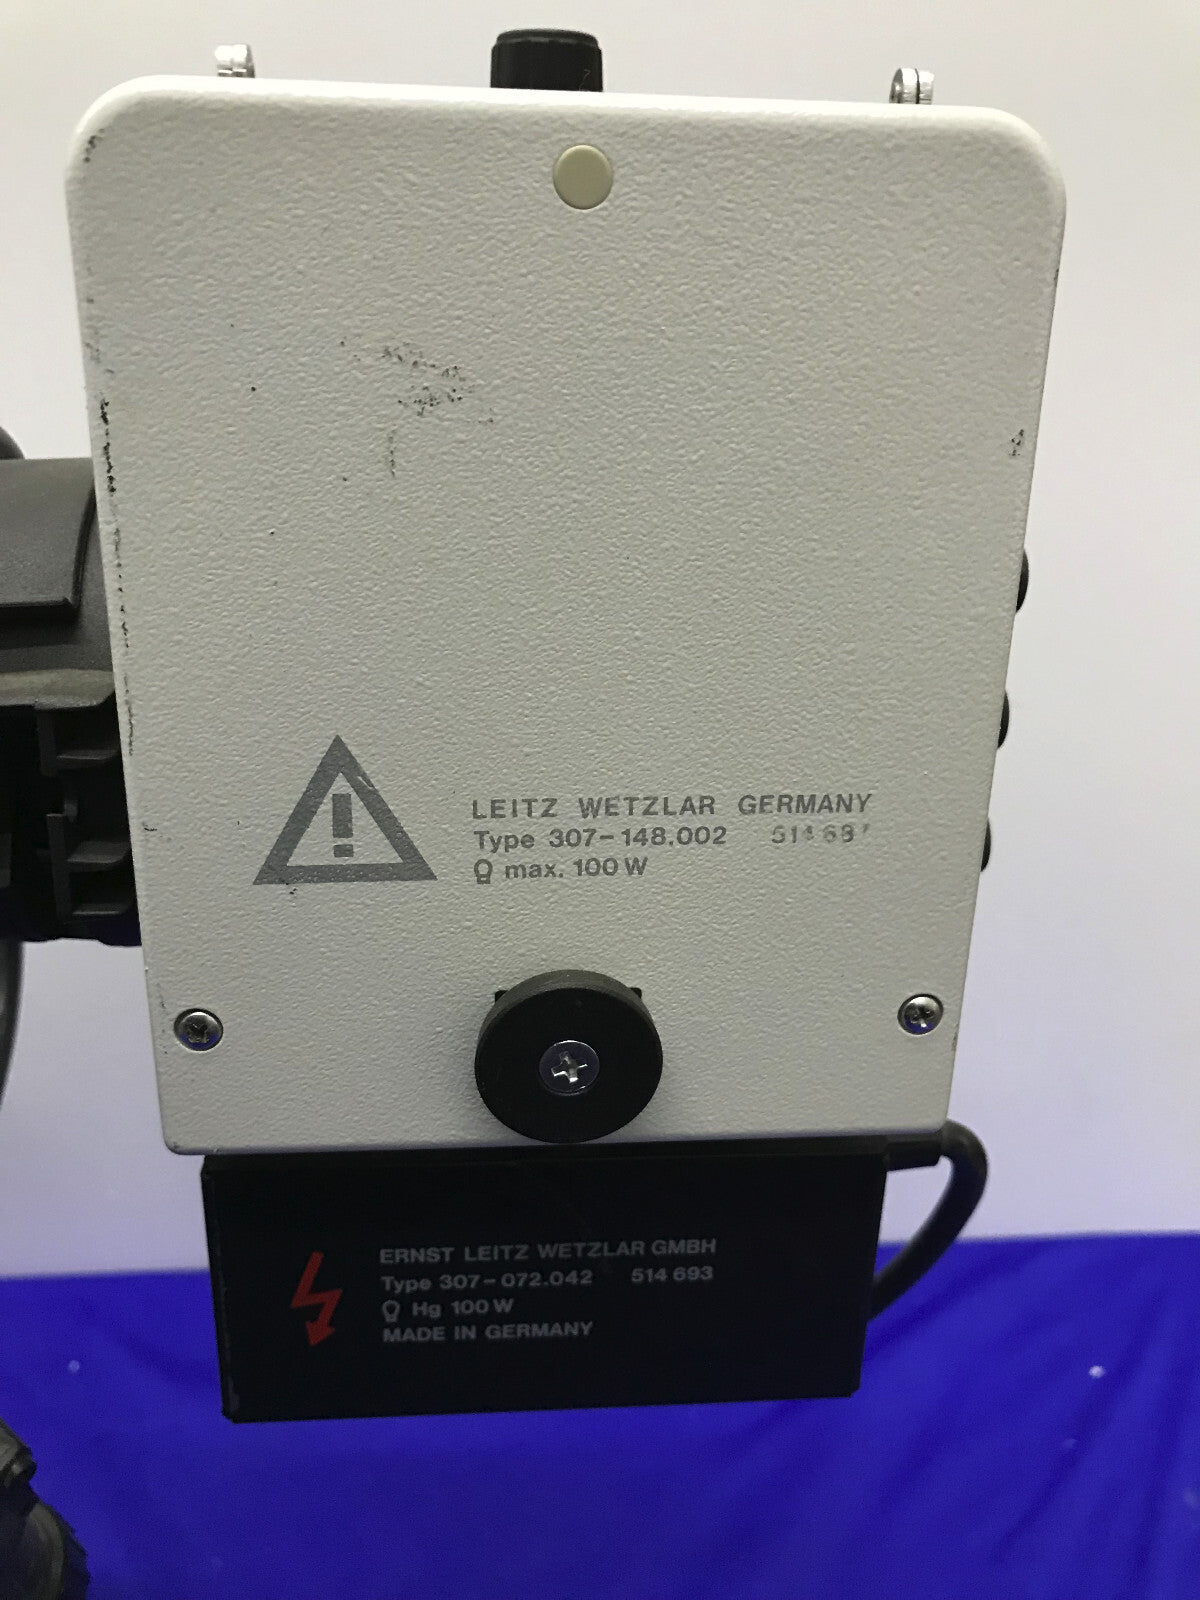 LEITZ WETZLAR GERMANY
Type 307-148.002
max. 100 W
ERNST LEITZ WETZLAR GMBH
Type 307-072.042 514 693
Hg 100 W
MADE IN GERMANY